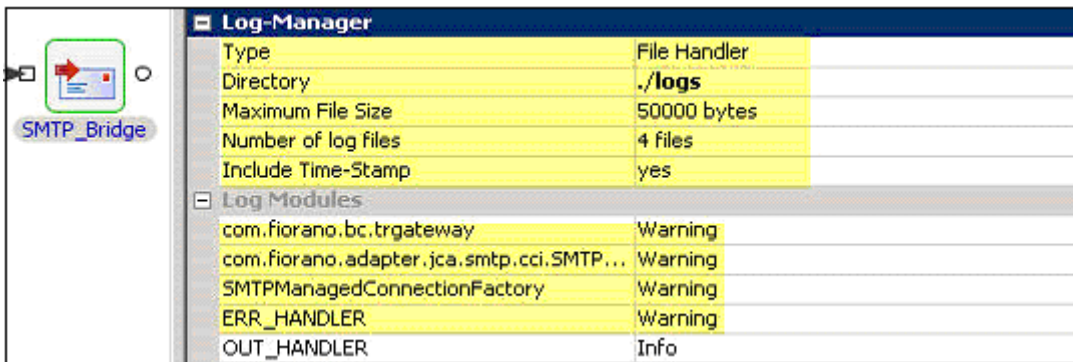 SMTP_Bridge
Log-Manager
Type File Handler
Directory ./logs
Maximum File Size 50000 bytes
Number of log files 4 files
Include Time-Stamp yes
Log Modules
com.fiorano.bc.trgateway Warning
com.fiorano.adapter.jca.smtp.cci.SMTP... Warning
SMTPManagedConnectionFactory Warning
ERR_HANDLER Warning
OUT_HANDLER Info